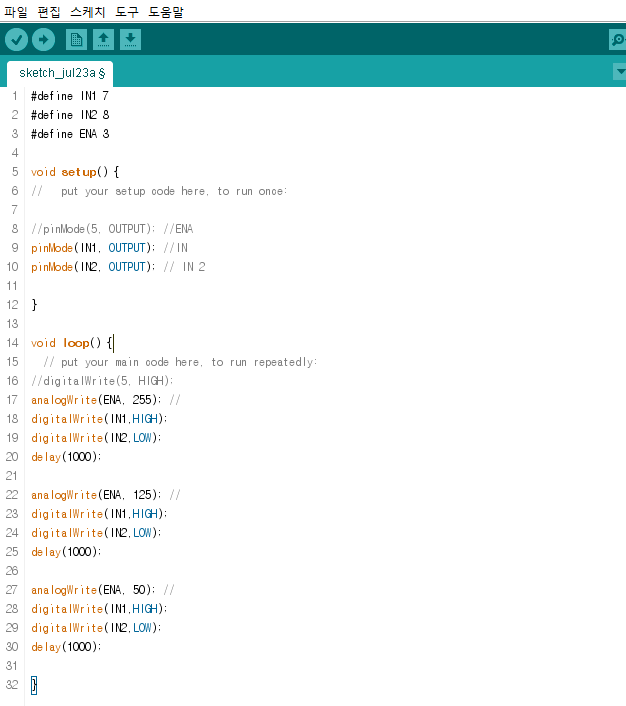 파일 편집 스케치 도구 도움말
sketch_jul23a §
1 #define IN1 7
2 #define IN2 8
3 #define ENA 3
4
5 void setup() {
6 //   put your setup code here, to run once:
7
8 //pinMode(5, OUTPUT); //ENA
9 pinMode(IN1, OUTPUT); //IN
10 pinMode(IN2, OUTPUT); // IN 2
11
12 }
13
14 void loop() {
15   // put your main code here, to run repeatedly:
16 //digitalWrite(5, HIGH);
17 analogWrite(ENA, 255); //
18 digitalWrite(IN1,HIGH);
19 digitalWrite(IN2,LOW);
20 delay(1000);
21
22 analogWrite(ENA, 125); //
23 digitalWrite(IN1,HIGH);
24 digitalWrite(IN2,LOW);
25 delay(1000);
26
27 analogWrite(ENA, 50); //
28 digitalWrite(IN1,HIGH);
29 digitalWrite(IN2,LOW);
30 delay(1000);
31
32 }